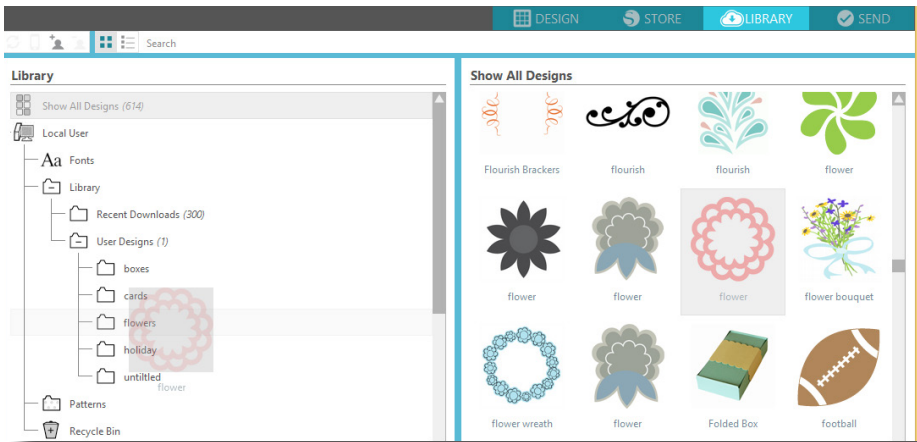 DESIGN STORE LIBRARY SEND
Search
Library
Show All Designs (614)
Local User
Aa Fonts
Library
Recent Downloads (300)
User Designs (1)
boxes
cards
flowers
holiday
untitled
flower
Patterns
Recycle Bin
Show All Designs
Flourish Brackers flourish flourish flower
flower flower flower flower bouquet
flower wreath flower Folded Box football